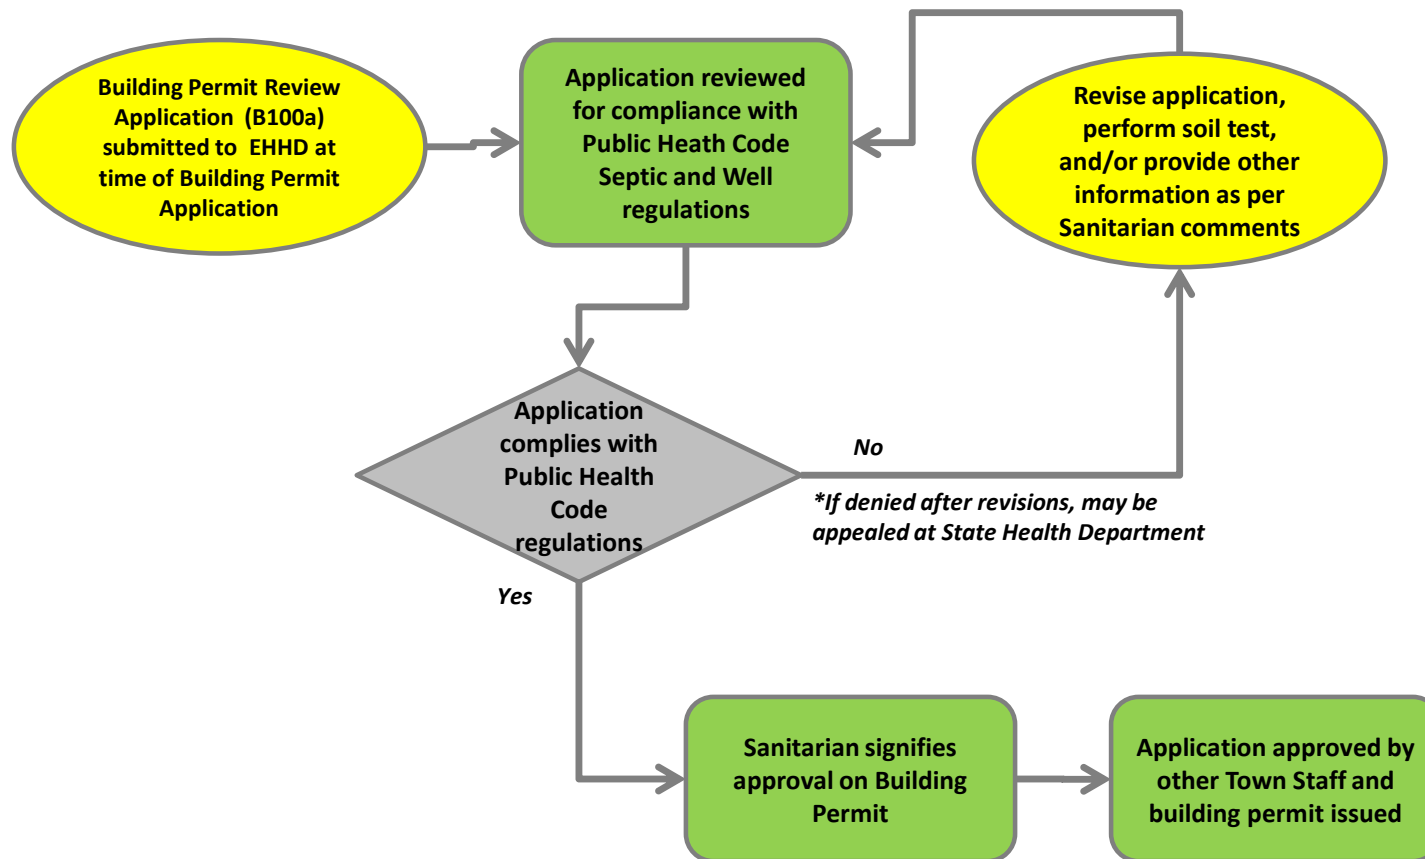 Building Permit Review
Application (B100a)
submitted to EHHD at
time of Building Permit
Application
Application reviewed
for compliance with
Public Heath Code
Septic and Well
regulations
Revise application,
perform soil test,
and/or provide other
information as per
Sanitarian comments
Application
complies with
Public Health
Code
regulations
No
*If denied after revisions, may be
appealed at State Health Department
Yes
Sanitarian signifies
approval on Building
Permit
Application approved by
other Town Staff and
building permit issued